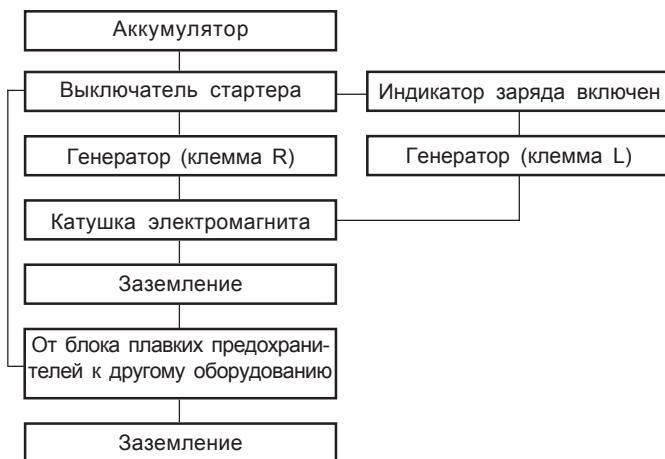 Аккумулятор
Выключатель стартера
Индикатор заряда включен
Генератор (клемма R)
Генератор (клемма L)
Катушка электромагнита
Заземление
От блока плавких предохрани-
телей к другому оборудованию
Заземление